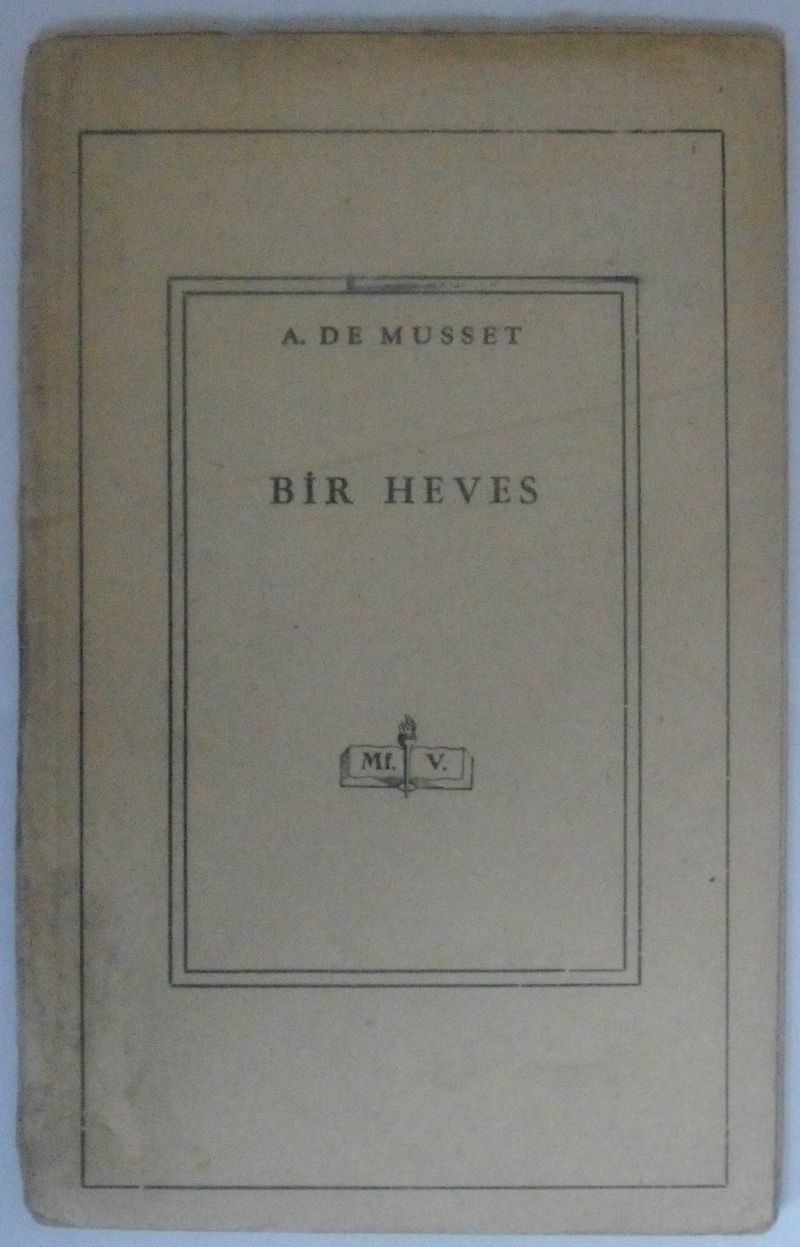 A. DE MUSSET
BİR HEVES
Mf. V.